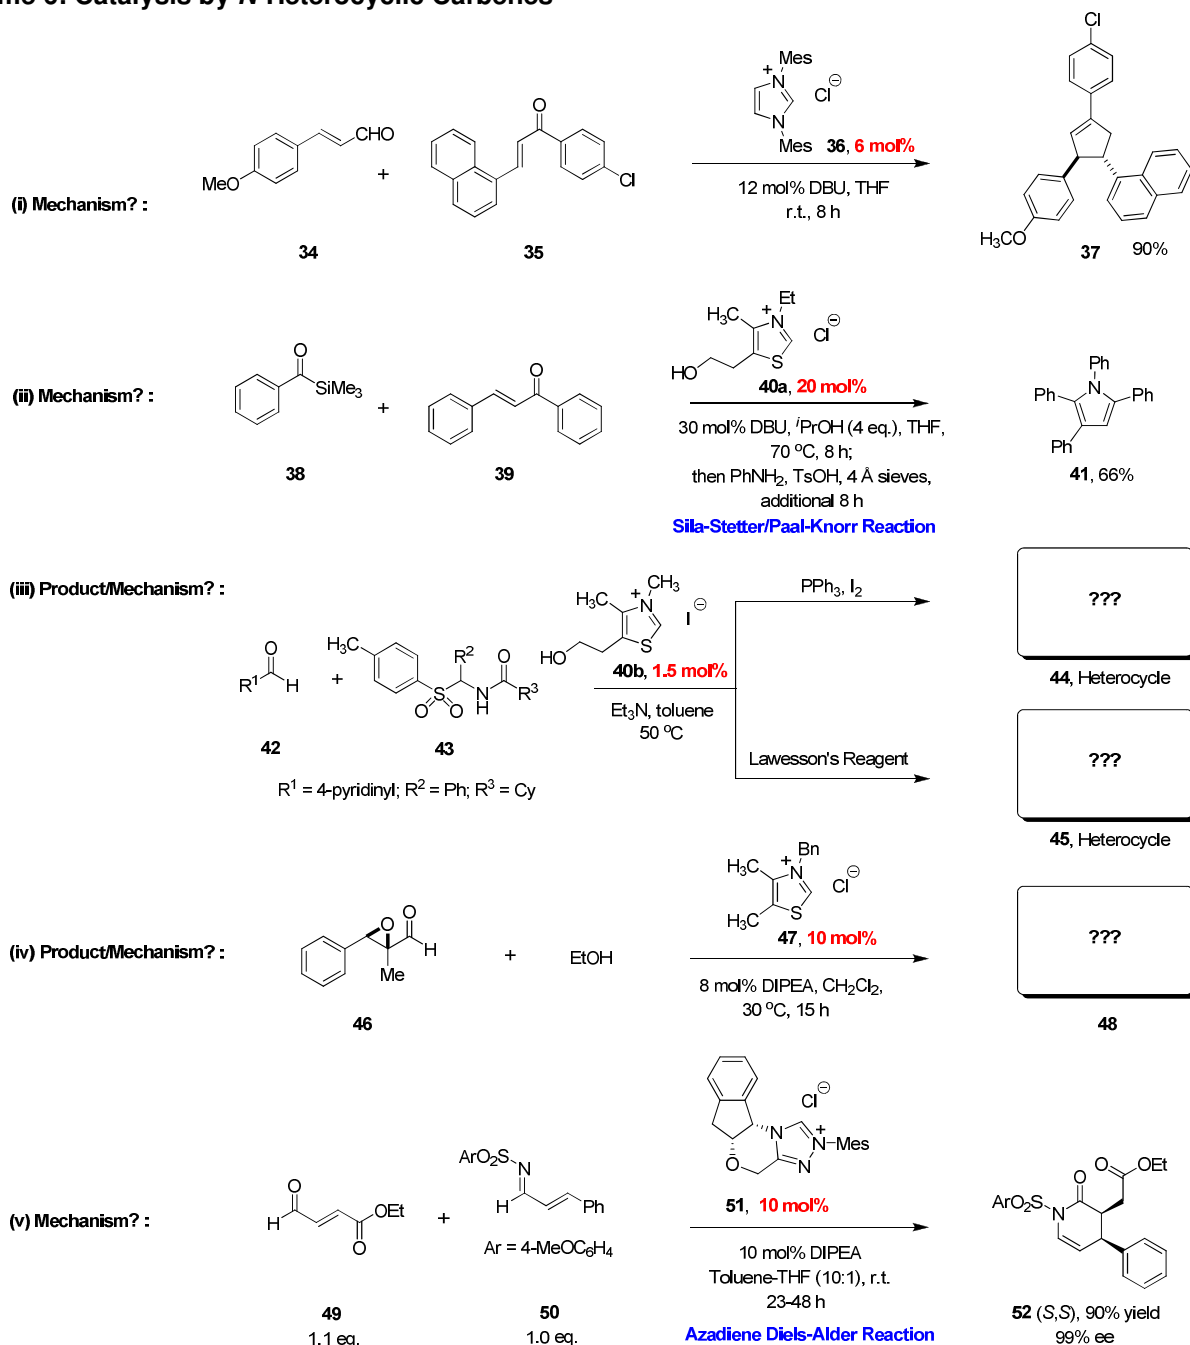 me 6. Catalysis by N-Heterocyclic Carbenes
(i) Mechanism? :
MeO
CHO
34
+
O
Cl
35
Mes
N
+
Cl⊖
N
Mes
36, 6 mol%
12 mol% DBU, THF
r.t., 8 h
Cl
H3CO
37
90%
(ii) Mechanism? :
O
SiMe3
38
+
O
39
Et
H3C
+
N
S
Cl⊖
HO
40a, 20 mol%
30 mol% DBU, iPrOH (4 eq.), THF,
70 oC, 8 h;
then PhNH2, TsOH, 4 Å sieves,
additional 8 h
Sila-Stetter/Paal-Knorr Reaction
Ph
Ph
N
Ph
Ph
41, 66%
(iii) Product/Mechanism? :
O
R1
H
42
+
CH3
R2
O
S
O O
N
H
R3
43
R1 = 4-pyridinyl; R2 = Ph; R3 = Cy
CH3
H3C
+
N
S
I⊖
HO
40b, 1.5 mol%
Et3N, toluene
50 oC
PPh3, I2
???
44, Heterocycle
Lawesson's Reagent
???
45, Heterocycle
(iv) Product/Mechanism? :
O
O
H
Me
46
+
EtOH
Bn
H3C
+
N
H3C
S
Cl⊖
47, 10 mol%
8 mol% DIPEA, CH2Cl2,
30 oC, 15 h
???
48
(v) Mechanism? :
O
H
OEt
O
49
1.1 eq.
+
ArO2S
N
H
Ph
Ar = 4-MeOC6H4
50
1.0 eq.
Cl⊖
N
+
N
Mes
O
N
51, 10 mol%
10 mol% DIPEA
Toluene-THF (10:1), r.t.
23-48 h
Azadiene Diels-Alder Reaction
O
OEt
O
ArO2S
N
52 (S,S), 90% yield
99% ee